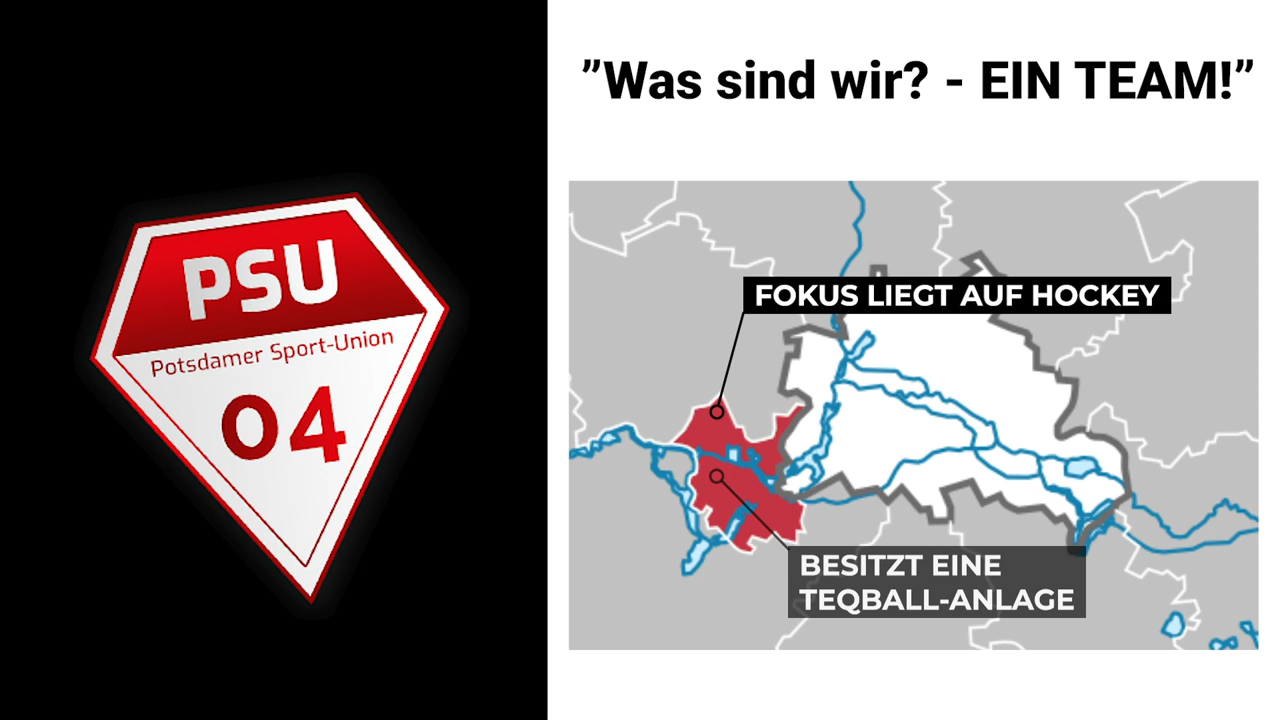 PSU
Potsdamer Sport-Union
04
”Was sind wir? - EIN TEAM!”
FOKUS LIEGT AUF HOCKEY
BESITZT EINE
TEQBALL-ANLAGE